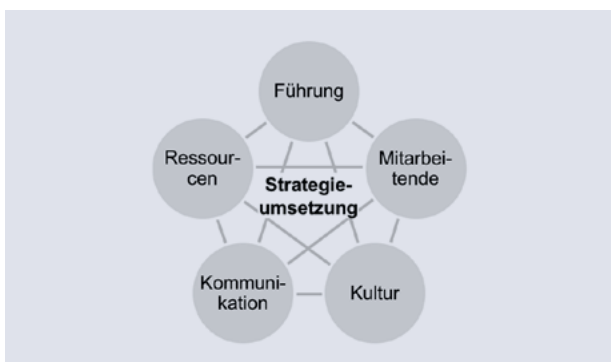 Führung
Ressour-
cen
Mitarbei-
tende
Strategie-
umsetzung
Kommuni-
kation
Kultur